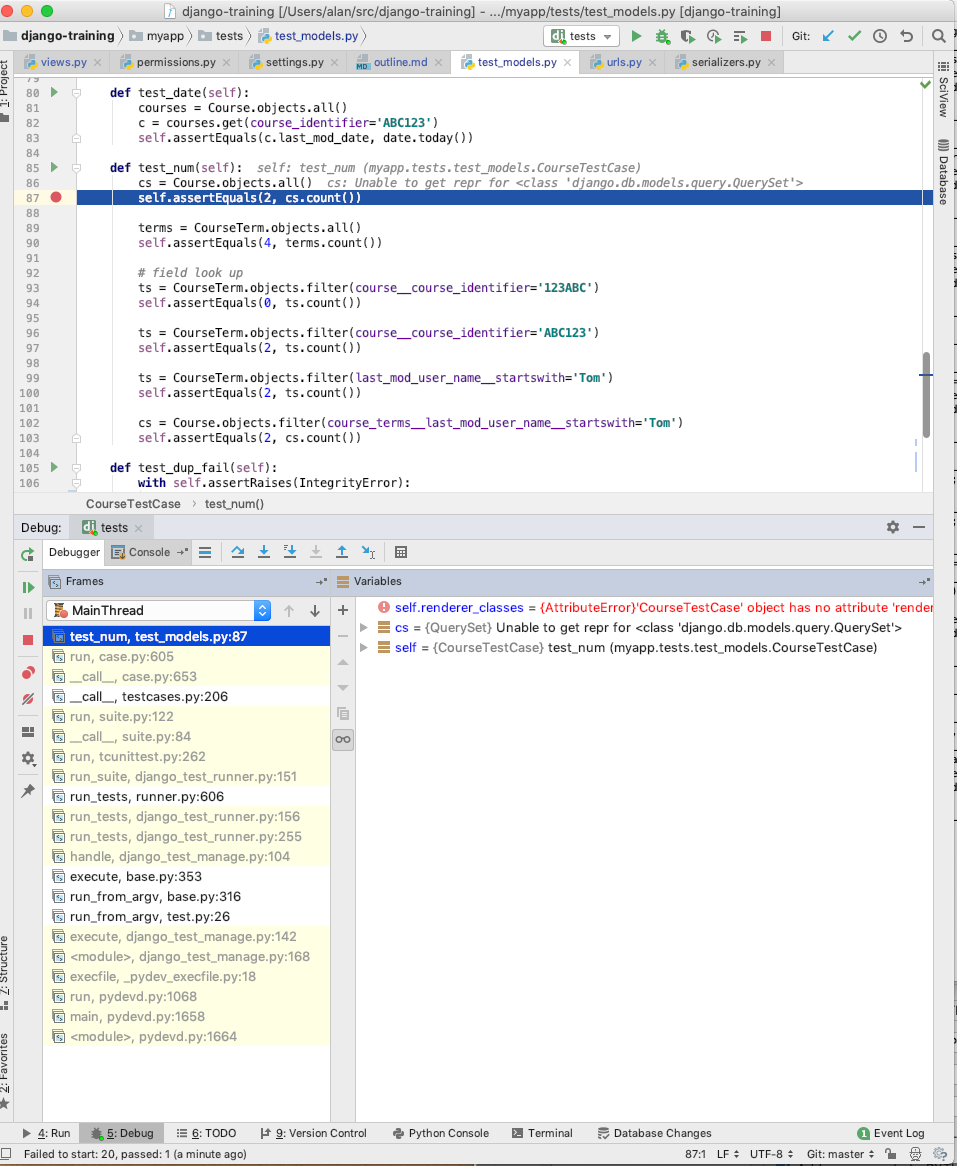 django-training [/Users/alan/src/django-training] - .../myapp/tests/test_models.py [django-training]
django-training myapp tests test_models.py tests Git:
views.py permissions.py settings.py outline.md test_models.py urls.py serializers.py
1: Project
SciView
Database
79
80 def test_date(self):
81 courses = Course.objects.all()
82 c = courses.get(course_identifier='ABC123')
83 self.assertEquals(c.last_mod_date, date.today())
84
85 def test_num(self): self: test_num (myapp.tests.test_models.CourseTestCase)
86 cs = Course.objects.all() cs: Unable to get repr for <class 'django.db.models.query.QuerySet'>
87 self.assertEquals(2, cs.count())
88
89 terms = CourseTerm.objects.all()
90 self.assertEquals(4, terms.count())
91
92 # field look up
93 ts = CourseTerm.objects.filter(course__course_identifier='123ABC')
94 self.assertEquals(0, ts.count())
95
96 ts = CourseTerm.objects.filter(course__course_identifier='ABC123')
97 self.assertEquals(2, ts.count())
98
99 ts = CourseTerm.objects.filter(last_mod_user_name__startswith='Tom')
100 self.assertEquals(2, ts.count())
101
102 cs = Course.objects.filter(course_terms__last_mod_user_name__startswith='Tom')
103 self.assertEquals(2, cs.count())
104
105 def test_dup_fail(self):
106 with self.assertRaises(IntegrityError):
CourseTestCase test_num()
Debug: tests
Debugger Console
Frames
MainThread
test_num, test_models.py:87
run, case.py:605
__call__, case.py:653
__call__, testcases.py:206
run, suite.py:122
__call__, suite.py:84
run, tcunittest.py:262
run_suite, django_test_runner.py:151
run_tests, runner.py:606
run_tests, django_test_runner.py:156
run_tests, django_test_runner.py:255
handle, django_test_manage.py:104
execute, base.py:353
run_from_argv, base.py:316
run_from_argv, test.py:26
execute, django_test_manage.py:142
<module>, django_test_manage.py:168
execfile, _pydev_execfile.py:18
run, pydevd.py:1068
main, pydevd.py:1658
<module>, pydevd.py:1664
Variables
self.renderer_classes = {AttributeError}'CourseTestCase' object has no attribute 'render
cs = {QuerySet} Unable to get repr for <class 'django.db.models.query.QuerySet'>
self = {CourseTestCase} test_num (myapp.tests.test_models.CourseTestCase)
7: Structure
2: Favorites
4: Run 5: Debug 6: TODO 9: Version Control Python Console Terminal Database Changes 1 Event Log
Failed to start: 20, passed: 1 (a minute ago) 87:1 LF UTF-8 Git: master